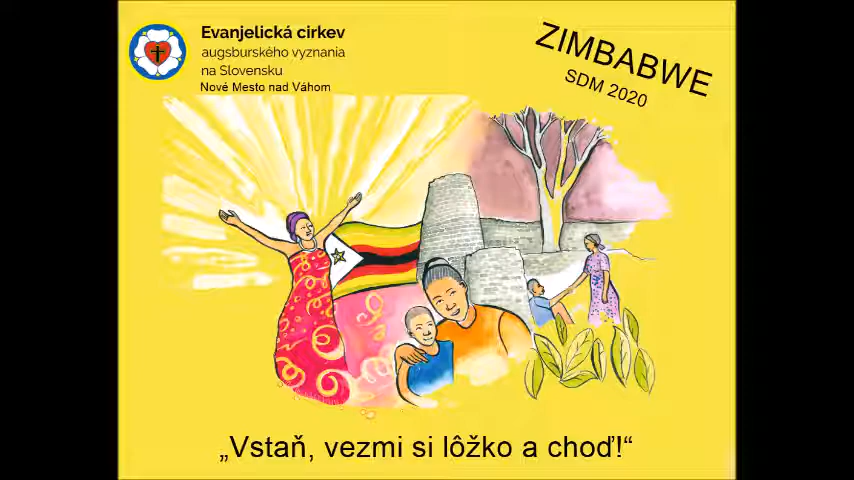 Evanjelická cirkev
augsburského vyznania
na Slovensku
Nové Mesto nad Váhom
ZIMBABWE
SDM 2020
„Vstaň, vezmi si lôžko a choď!“